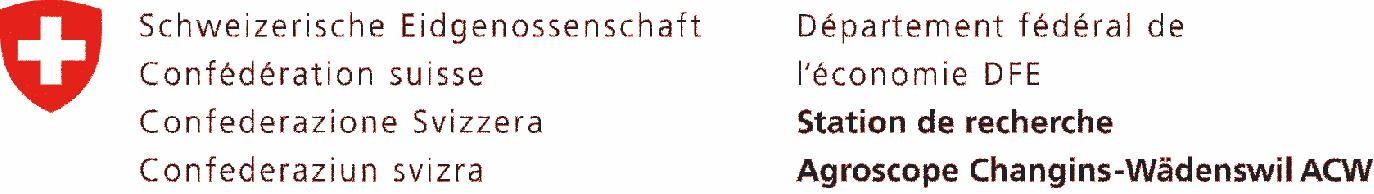 Schweizerische Eidgenossenschaft
Confédération suisse
Confederazione Svizzera
Confederaziun svizra
Département fédéral de
l'économie DFE
Station de recherche
Agroscope Changins-Wädenswil ACW